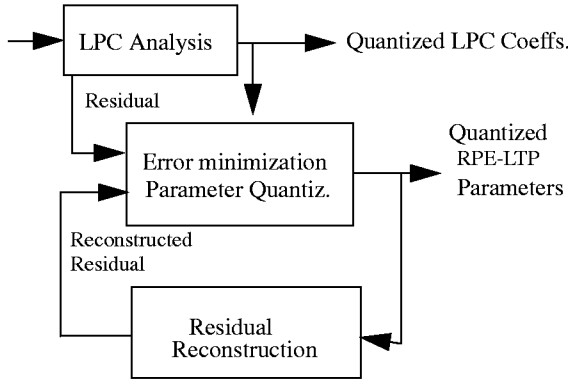 LPC Analysis
Quantized LPC Coeffs.
Residual
Error minimization
Parameter Quantiz.
Quantized
RPE-LTP
Parameters
Reconstructed
Residual
Residual
Reconstruction